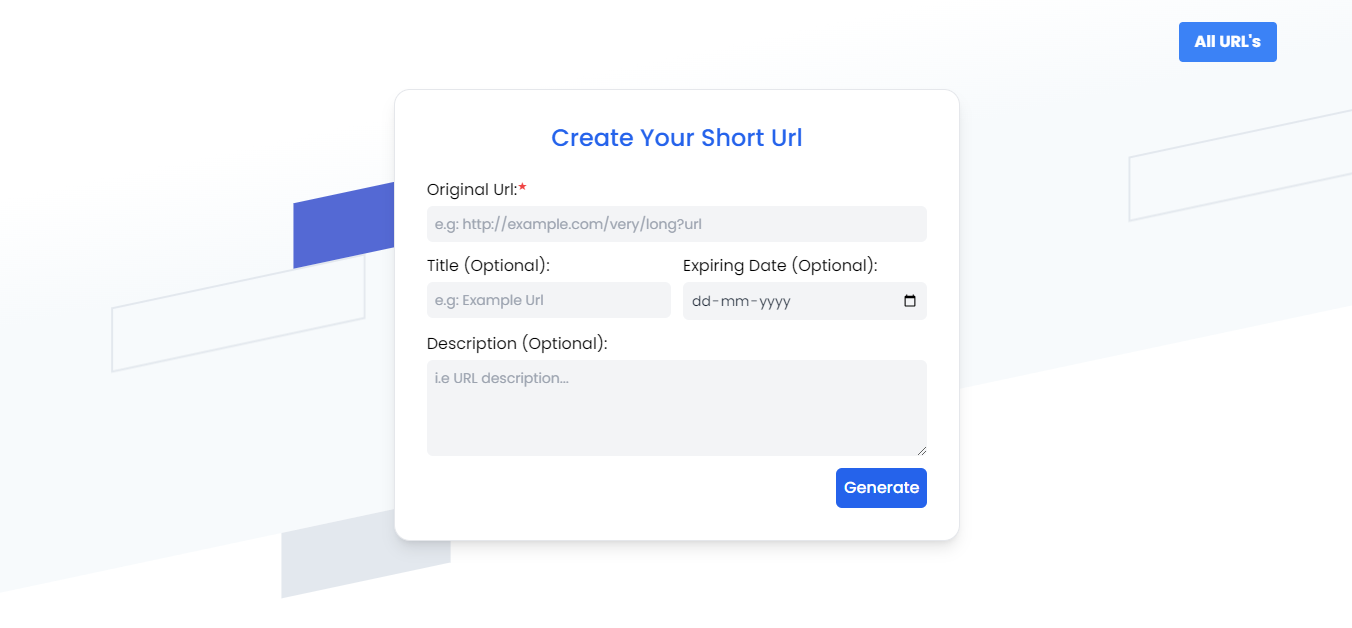 All URL's
Create Your Short Url
Original Url:*
e.g: http://example.com/very/long?url
Title (Optional): Expiring Date (Optional):
e.g: Example Url dd-mm-yyyy
Description (Optional):
i.e URL description...
Generate